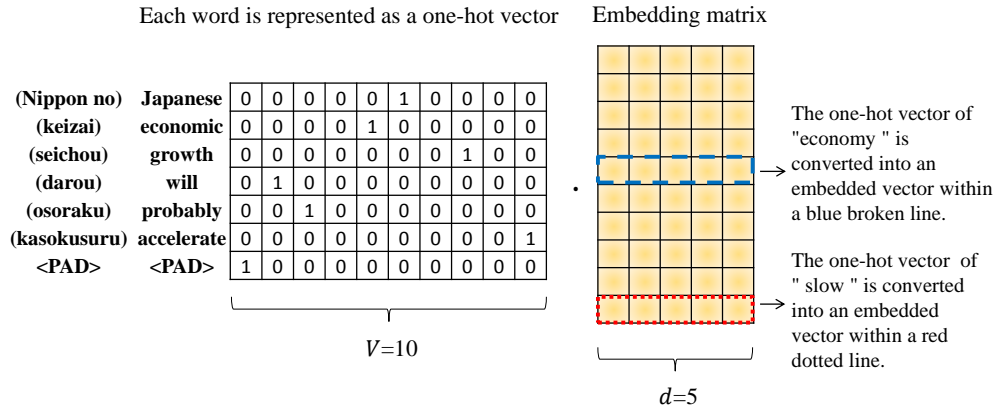 Each word is represented as a one-hot vector
Embedding matrix
(Nippon no) Japanese 0 0 0 0 0 1 0 0 0 0
(keizai) economic 0 0 0 0 1 0 0 0 0 0
(seichou) growth 0 0 0 0 0 0 0 1 0 0
(darou) will 0 1 0 0 0 0 0 0 0 0
(osoraku) probably 0 0 1 0 0 0 0 0 0 0
(kasokusuru) accelerate 0 0 0 0 0 0 0 0 0 1
<PAD> <PAD> 1 0 0 0 0 0 0 0 0 0
V=10
.
d=5
The one-hot vector of
"economy " is
converted into an
embedded vector within
a blue broken line.
The one-hot vector of
" slow " is converted
into an embedded
vector within a red
dotted line.